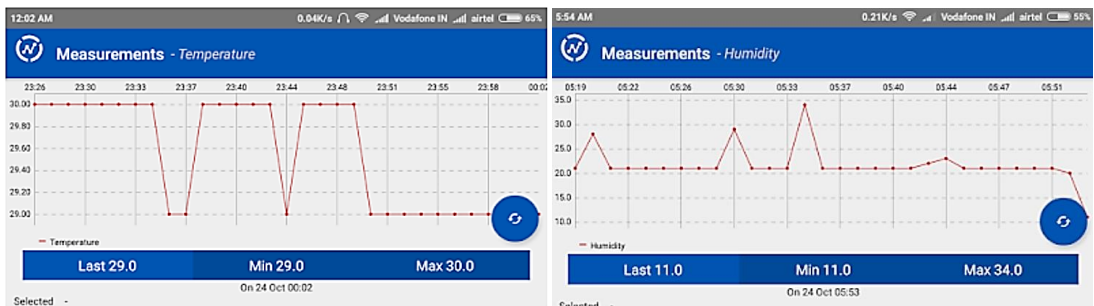 12:02 AM 0.04K/s Vodafone IN airtel 65%
Measurements - Temperature
23:26 23:30 23:33 23:37 23:40 23:44 23:48 23:51 23:55 23:58 00:02
30.00
29.80
29.60
29.40
29.20
29.00
Temperature
Last 29.0 Min 29.0 Max 30.0
On 24 Oct 00:02
Selected -
5:54 AM 0.21K/s Vodafone IN airtel 55%
Measurements - Humidity
05:19 05:22 05:26 05:30 05:33 05:37 05:40 05:44 05:47 05:51
35.0
30.0
25.0
20.0
15.0
10.0
Humidity
Last 11.0 Min 11.0 Max 34.0
On 24 Oct 05:53